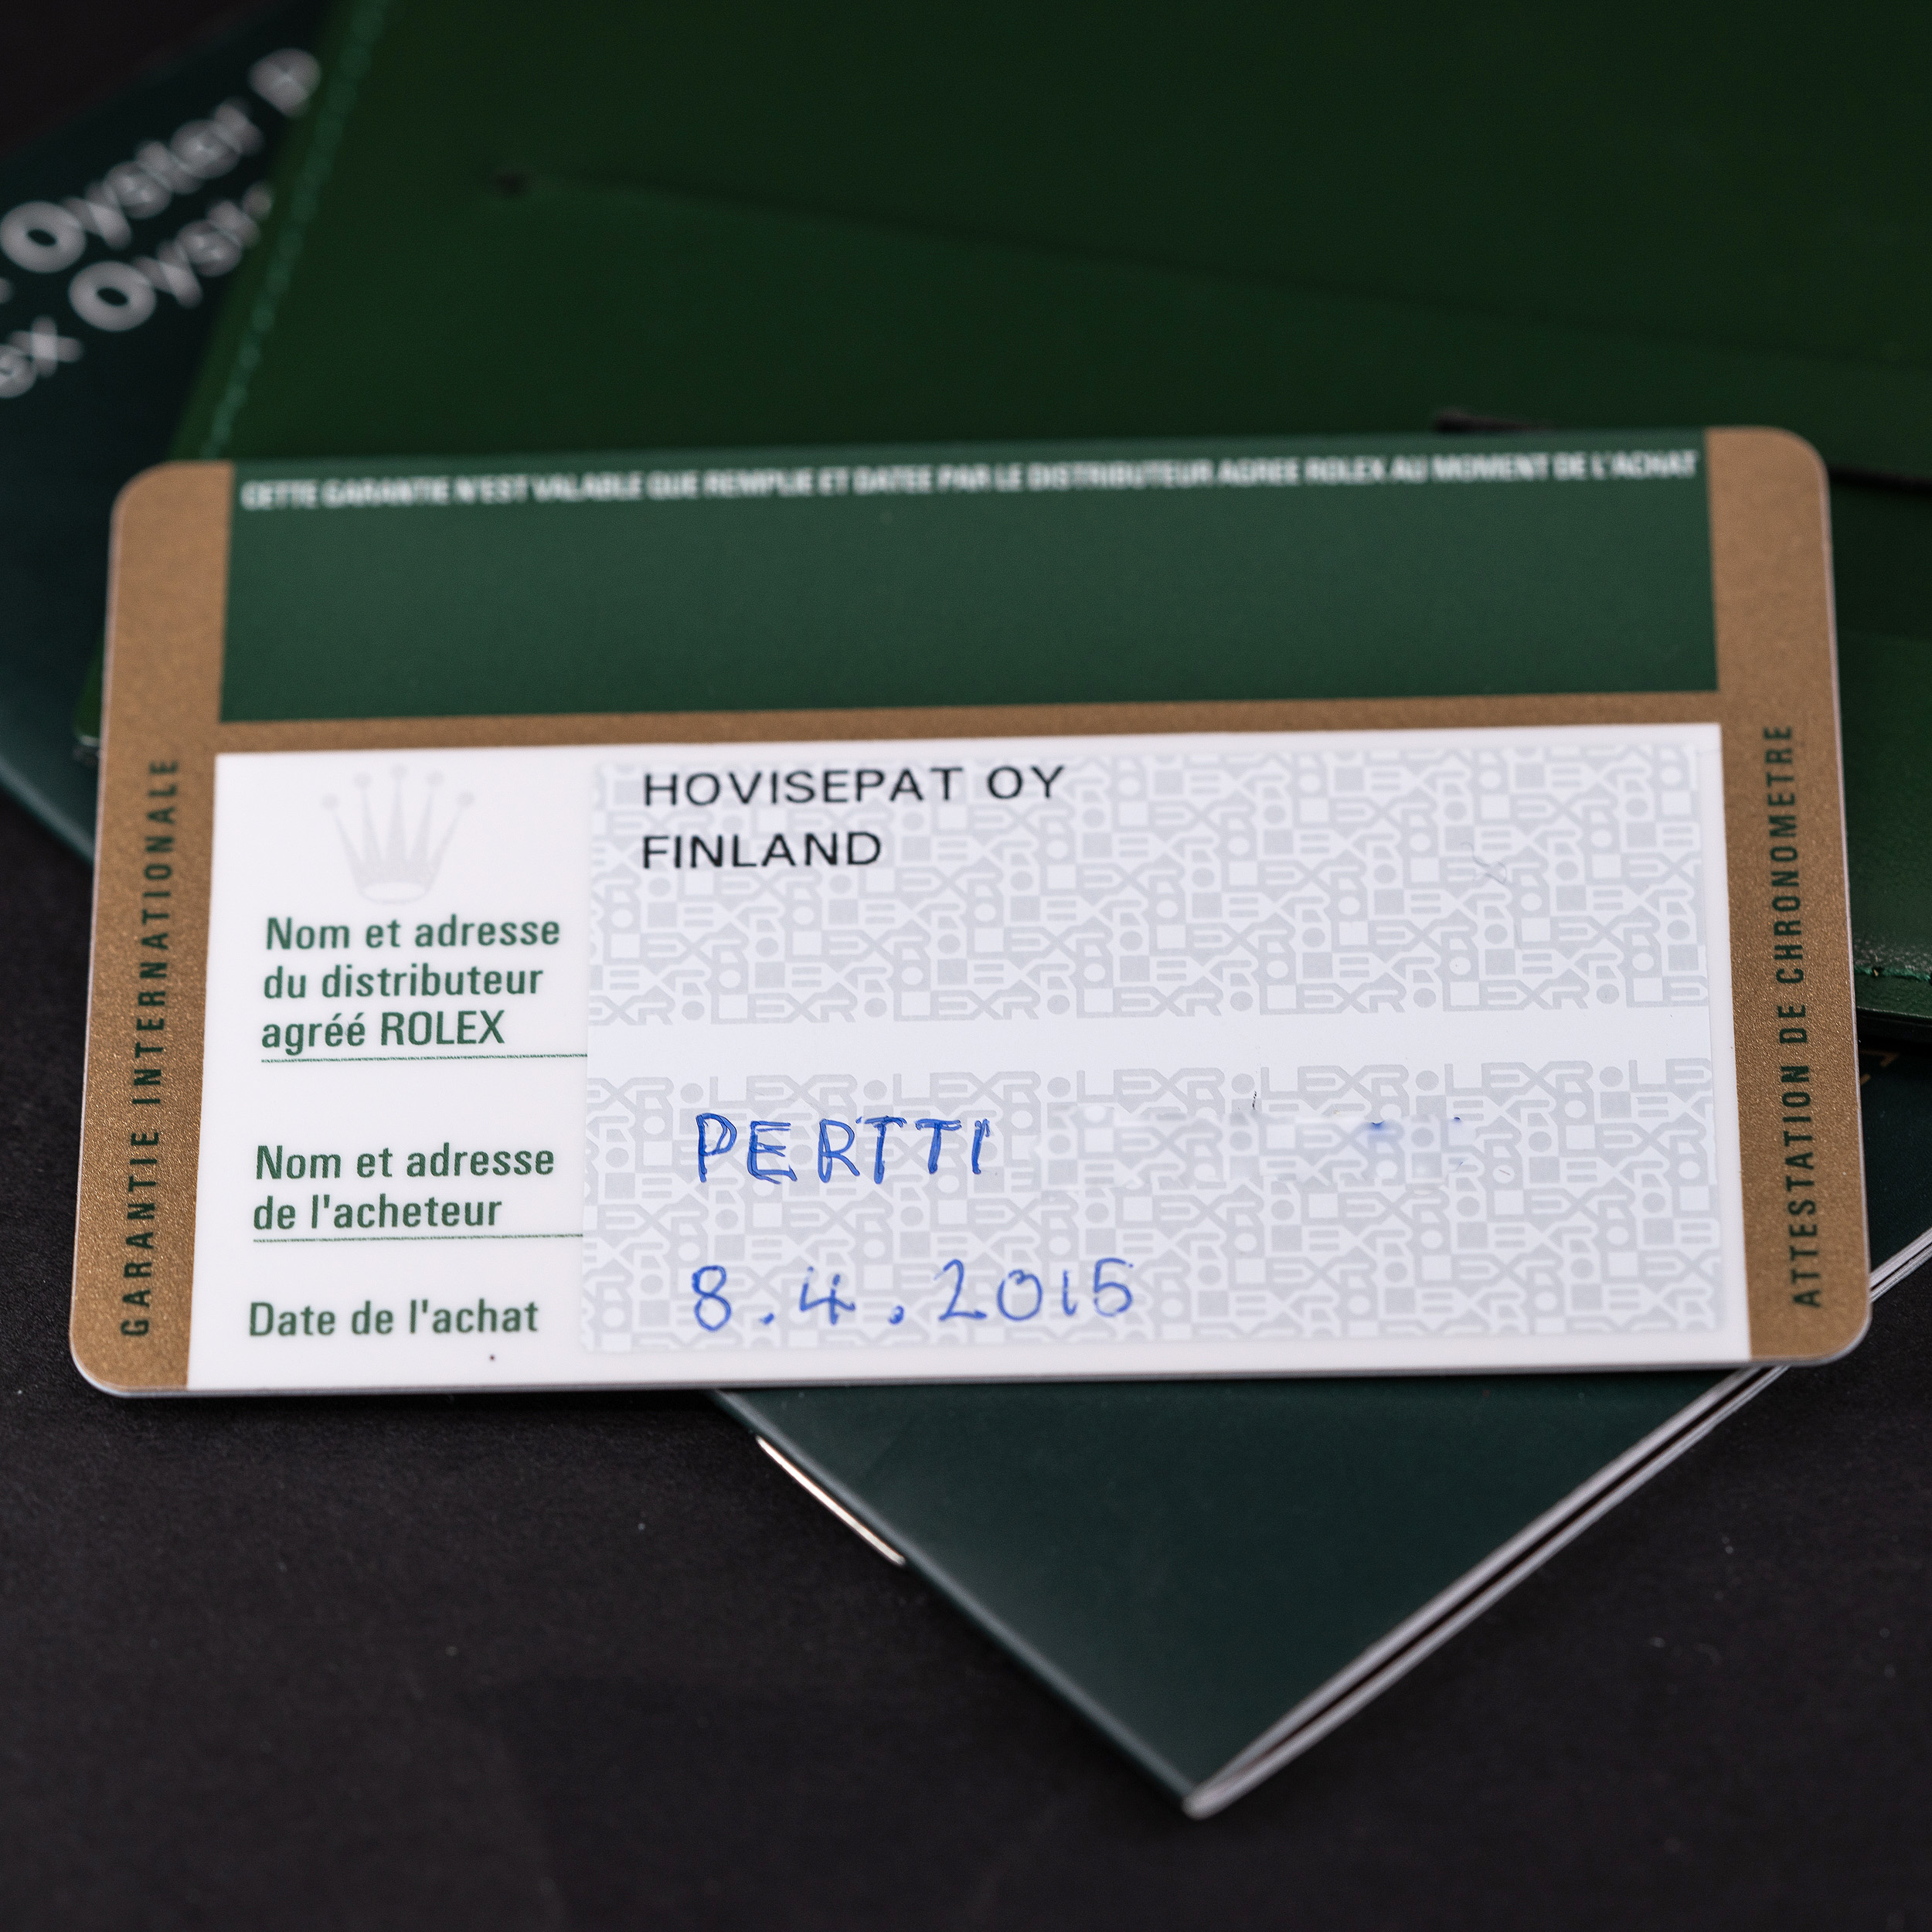 Oyster
Oyster
CETTE GARANTIE N'EST VALABLE QUE REMPLIE ET DATEE PAR LE DISTRIBUTEUR AGREE ROLEX AU MOMENT DE L'ACHAT
GARANTIE INTERNATIONALE
HOVISEPAT OY
FINLAND
Nom et adresse
du distributeur
agréé ROLEX
Nom et adresse
de l'acheteur
PERTTI
Date de l'achat
8.4.2015
ATTESTATION DE CHRONOMETRE